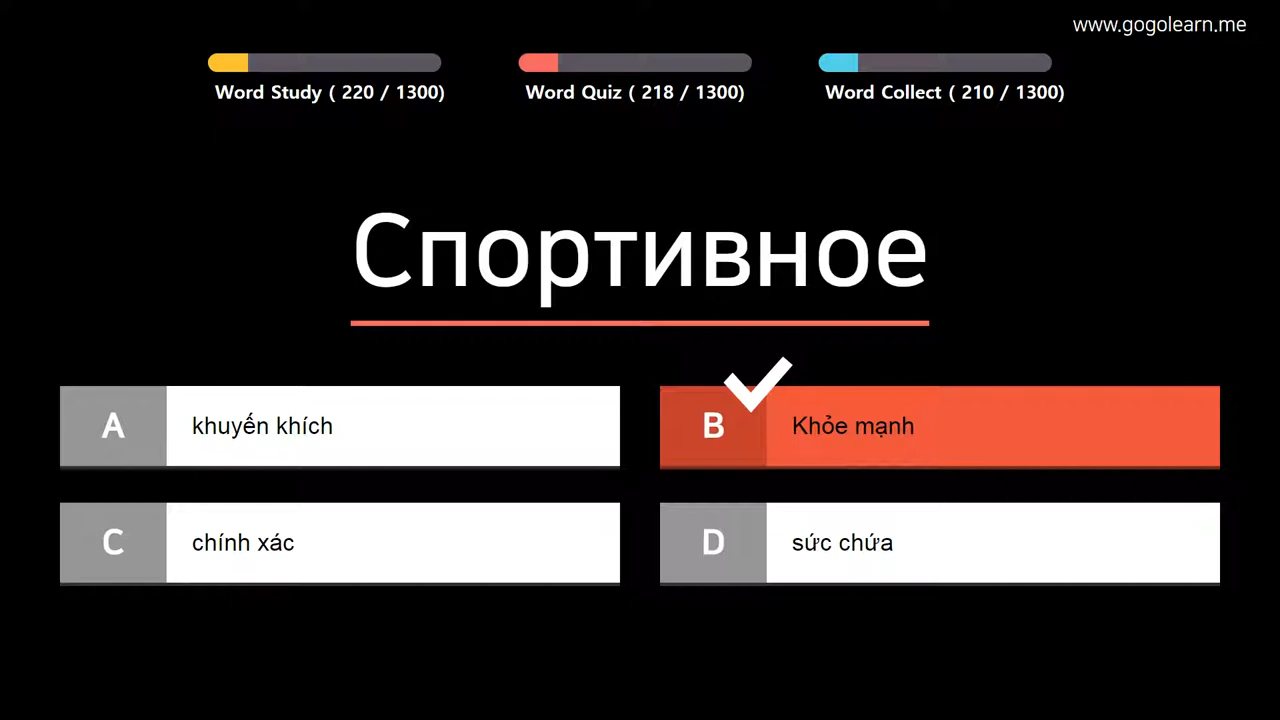 www.gogolearn.me
Word Study ( 220 / 1300)
Word Quiz ( 218 / 1300)
Word Collect ( 210 / 1300)
Спортивное
A
khuyến khích
B
Khỏe mạnh
C
chính xác
D
sức chứa